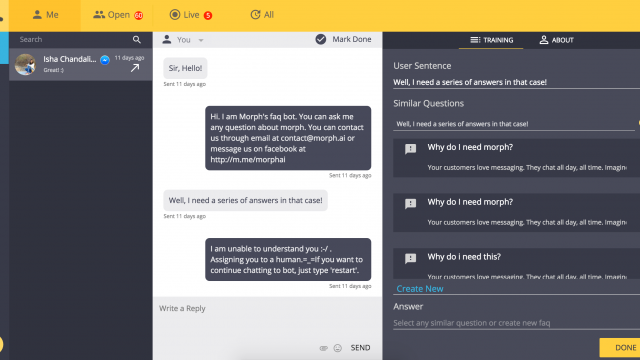 Me
Open 60
Live 5
All
Search
Isha Chandali...
11 days ago
Great! :)
You
Mark Done
Sir, Hello!
Sent 11 days ago
Hi. I am Morph's faq bot. You can ask me
any question about morph. You can contact
us through email at contact@morph.ai or
message us on facebook at
http://m.me/morphai
Sent 11 days ago
Well, I need a series of answers in that case!
Sent 11 days ago
I am unable to understand you :-/ .
Assigning you to a human.=_=If you want to
continue chatting to bot, just type 'restart'.
Sent 11 days ago
Write a Reply
SEND
TRAINING
ABOUT
User Sentence
Well, I need a series of answers in that case!
Similar Questions
Well, I need a series of answers in that case!
Why do I need morph?
Your customers love messaging. They chat all day, all time. Imagin
Why do I need morph?
Your customers love messaging. They chat all day, all time. Imagin
Why do i need this?
Your customers love messaging. They chat all day, all time. Imagin
Create New
Answer
Select any similar question or create new faq
DONE